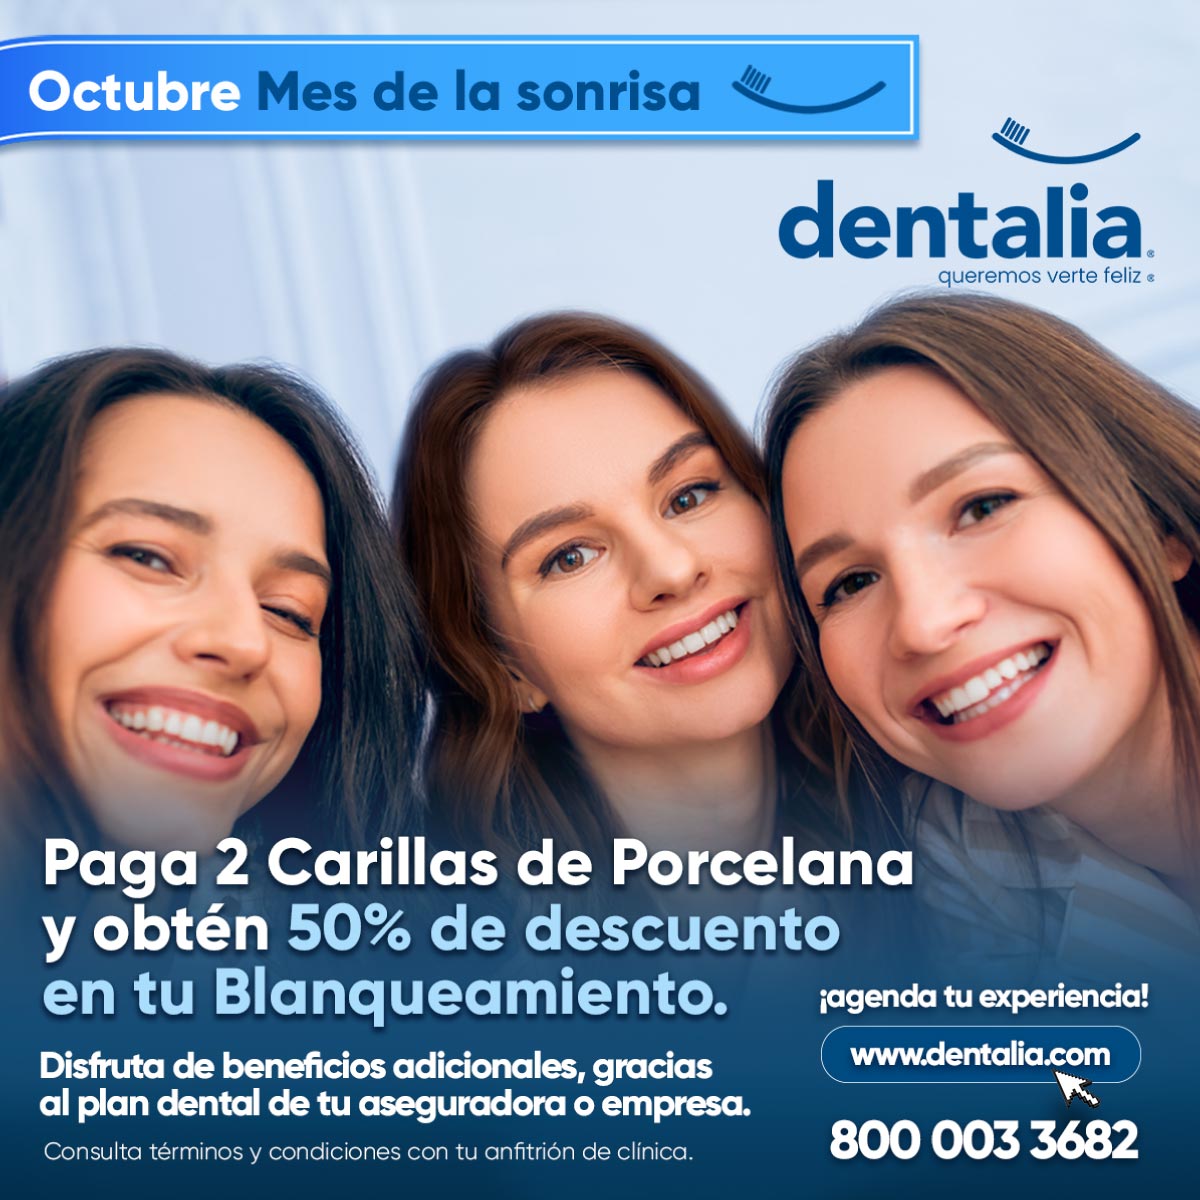 Octubre Mes de la sonrisa
dentalia®
queremos verte feliz®
Paga 2 Carillas de Porcelana
y obtén 50% de descuento
en tu Blanqueamiento.
¡agenda tu experiencia!
www.dentalia.com
Disfruta de beneficios adicionales, gracias
al plan dental de tu aseguradora o empresa.
800 003 3682
Consulta términos y condiciones con tu anfitrión de clínica.